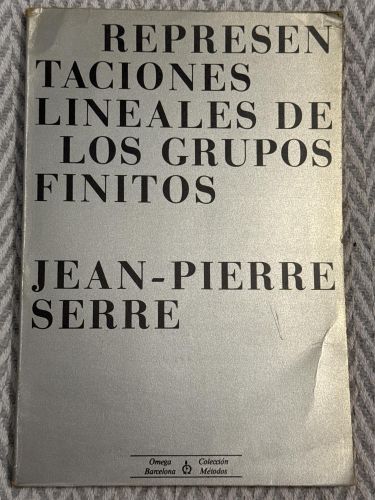 REPRESEN
TACIONES
LINEALES DE
LOS GRUPOS
FINITOS
JEAN-PIERRE
SERRE
Omega Colección
Barcelona Métodos